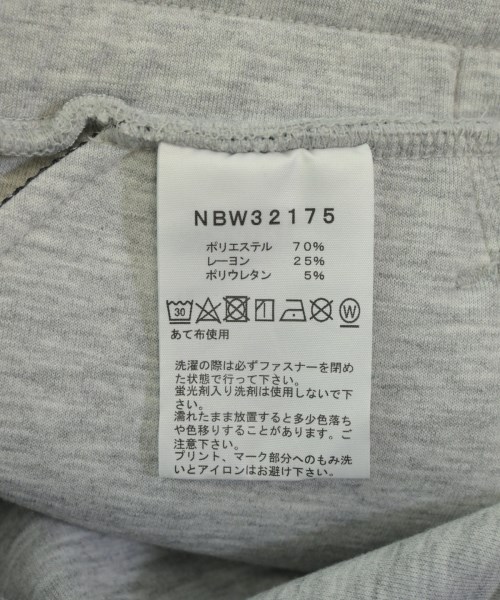 NBW32175
ポリエステル 70%
レーヨン 25%
ポリウレタン 5%
30
W
あて布使用
洗濯の際は必ずファスナーを閉め
た状態で行って下さい。
蛍光剤入り洗剤は使用しないで下
さい。
濡れたまま放置すると多少色落ち
や色移りすることがあります。ご
注意下さい。
プリント、マーク部分へのもみ洗
いとアイロンはお避け下さい。